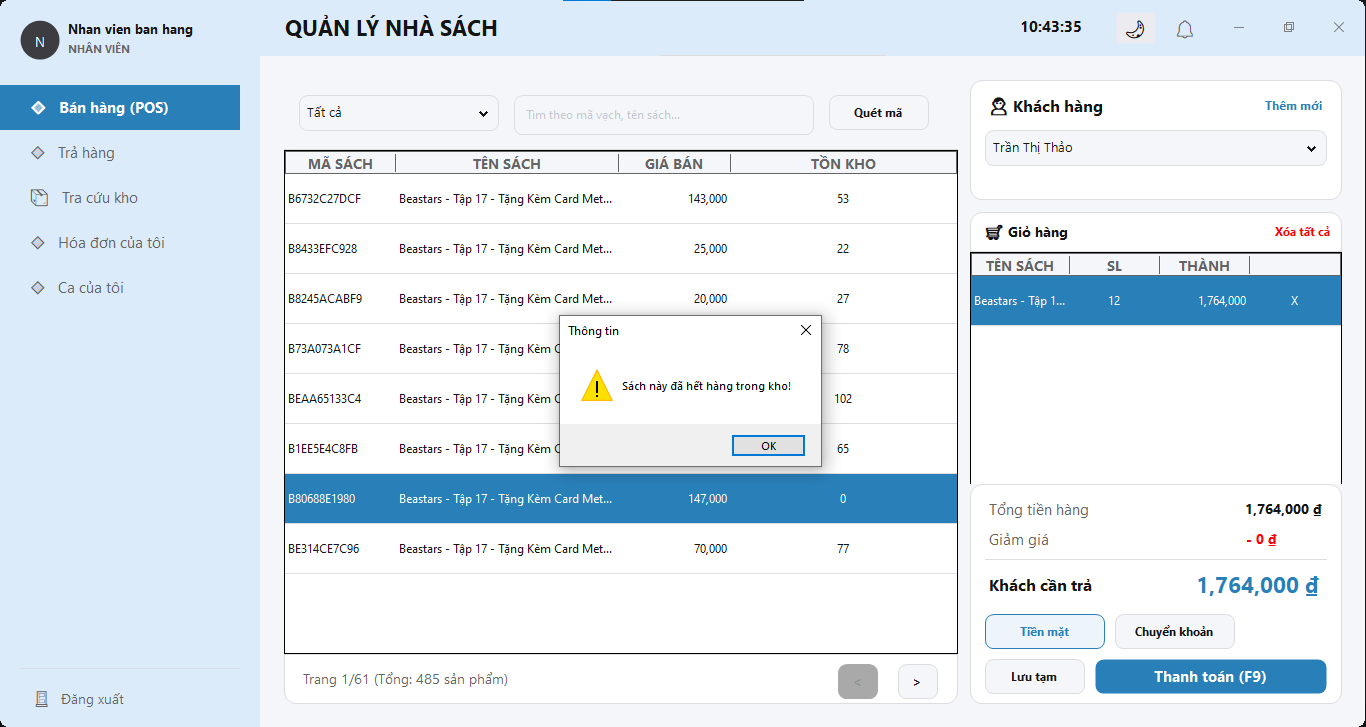 N
Nhan vien ban hang
NHÂN VIÊN
QUẢN LÝ NHÀ SÁCH
10:43:35
Bán hàng (POS)
Trả hàng
Tra cứu kho
Hóa đơn của tôi
Ca của tôi
Đăng xuất
Tất cả
Tìm theo mã vạch, tên sách...
Quét mã
MÃ SÁCH TÊN SÁCH GIÁ BÁN TỒN KHO
B6732C27DCF Beastars - Tập 17 - Tặng Kèm Card Met... 143,000 53
B8433EFC928 Beastars - Tập 17 - Tặng Kèm Card Met... 25,000 22
B8245ACABF9 Beastars - Tập 17 - Tặng Kèm Card Met... 20,000 27
B73A073A1CF Beastars - Tập 17 - Tặng Kèm C 78
BEAA65133C4 Beastars - Tập 17 - Tặng Kèm C 102
B1EE5E4C8FB Beastars - Tập 17 - Tặng Kèm C 65
B80688E1980 Beastars - Tập 17 - Tặng Kèm Card Met... 147,000 0
BE314CE7C96 Beastars - Tập 17 - Tặng Kèm Card Met... 70,000 77
Trang 1/61 (Tổng: 485 sản phẩm)
< >
Thông tin
Sách này đã hết hàng trong kho!
OK
Khách hàng Thêm mới
Trần Thị Thảo
Giỏ hàng Xóa tất cả
TÊN SÁCH SL THÀNH
Beastars - Tập 1... 12 1,764,000 X
Tổng tiền hàng 1,764,000 ₫
Giảm giá - 0 ₫
Khách cần trả 1,764,000 ₫
Tiền mặt Chuyển khoản
Lưu tạm Thanh toán (F9)